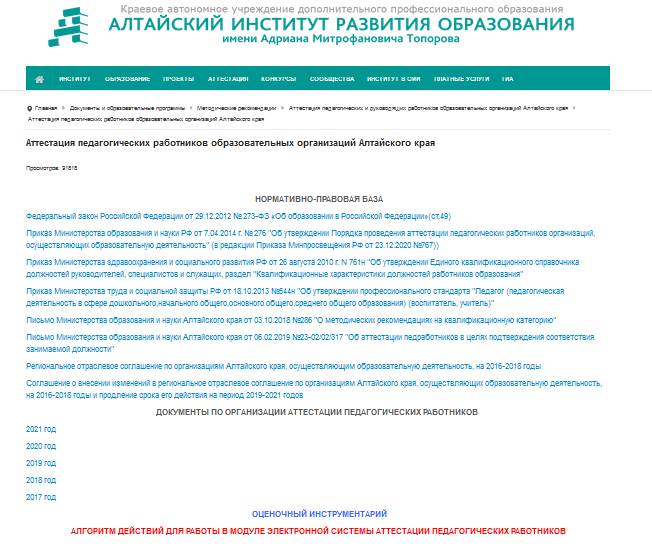 Краевое автономное учреждение дополнительного профессионального образования
АЛТАЙСКИЙ ИНСТИТУТ РАЗВИТИЯ ОБРАЗОВАНИЯ
имени Адриана Митрофановича Топорова
ИНСТИТУТ ОБРАЗОВАНИЕ ПРОЕКТЫ АТТЕСТАЦИЯ КОНКУРСЫ СООБЩЕСТВА ИНСТИТУТ В СМИ ПЛАТНЫЕ УСЛУГИ ГИА
Главная Документы и образовательные программы Методические рекомендации Аттестация педагогических и руководящих работников образовательных организаций Алтайского края
Аттестация педагогических работников образовательных организаций Алтайского края
Аттестация педагогических работников образовательных организаций Алтайского края
Просмотров: 91818
НОРМАТИВНО-ПРАВОВАЯ БАЗА
Федеральный закон Российской Федерации от 29.12.2012 № 273-ФЗ «Об образовании в Российской Федерации»(ст.49)
Приказ Министерства образования и науки РФ от 7.04.2014 г. № 276 "Об утверждении Порядка проведения аттестации педагогических работников организаций,
осуществляющих образовательную деятельность" (в редакции Приказа Минпросвещения РФ от 23.12.2020 №767))
Приказ Министерства здравоохранения и социального развития РФ от 26 августа 2010 г. N 761н "Об утверждении Единого квалификационного справочника
должностей руководителей, специалистов и служащих, раздел "Квалификационные характеристики должностей работников образования"
Приказ Министерства труда и социальной защиты РФ от 18.10.2013 №544н "Об утверждении профессионального стандарта "Педагог (педагогическая
деятельность в сфере дошкольного,начального общего,основного общего,среднего общего образования) (воспитатель, учитель)"
Письмо Министерства образования и науки Алтайского края от 03.10.2018 №286 "О методических рекомендациях на квалификационную категорию"
Письмо Министерства образования и науки Алтайского края от 06.02.2019 №23-02/02/317 "Об аттестации педработников в целях подтверждения соответствия
занимаемой должности"
Региональное отраслевое соглашение по организациям Алтайского края, осуществляющим образовательную деятельность, на 2016-2018 годы
Соглашение о внесении изменений в региональное отраслевое соглашение по организациям Алтайского края, осуществляющих образовательную деятельность,
на 2016-2018 годы и продление срока его действия на период 2019-2021 годов
ДОКУМЕНТЫ ПО ОРГАНИЗАЦИИ АТТЕСТАЦИИ ПЕДАГОГИЧЕСКИХ РАБОТНИКОВ
2021 год
2020 год
2019 год
2018 год
2017 год
ОЦЕНОЧНЫЙ ИНСТРУМЕНТАРИЙ
АЛГОРИТМ ДЕЙСТВИЙ ДЛЯ РАБОТЫ В МОДУЛЕ ЭЛЕКТРОННОЙ СИСТЕМЫ АТТЕСТАЦИИ ПЕДАГОГИЧЕСКИХ РАБОТНИКОВ